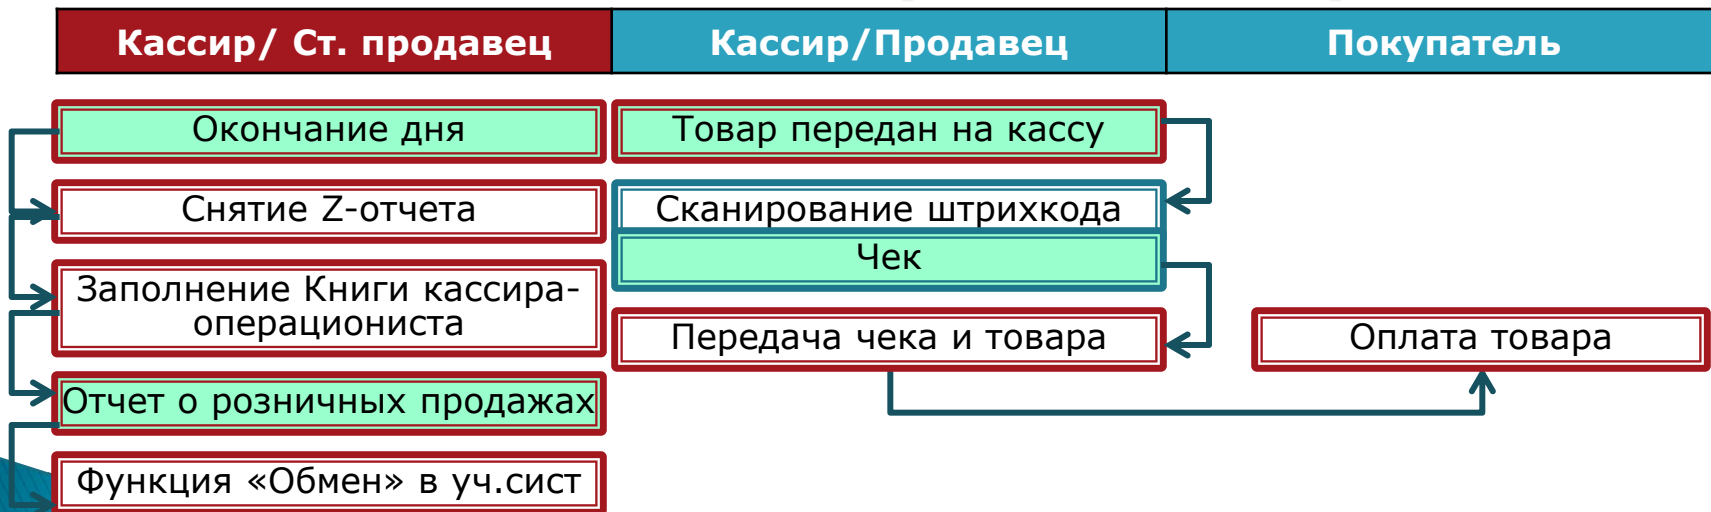 Кассир/ Ст. продавец
Кассир/Продавец
Покупатель
Окончание дня
Товар передан на кассу
Снятие Z-отчета
Сканирование штрихкода
Чек
Заполнение Книги кассира-
операциониста
Передача чека и товара
Оплата товара
Отчет о розничных продажах
Функция «Обмен» в уч.сист